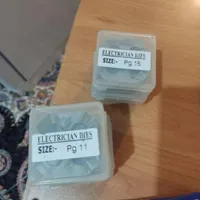 ELECTRICIAN DIES
SIZE:- Pg 16
ELECTRICIAN DIES
SIZE:- Pg 11